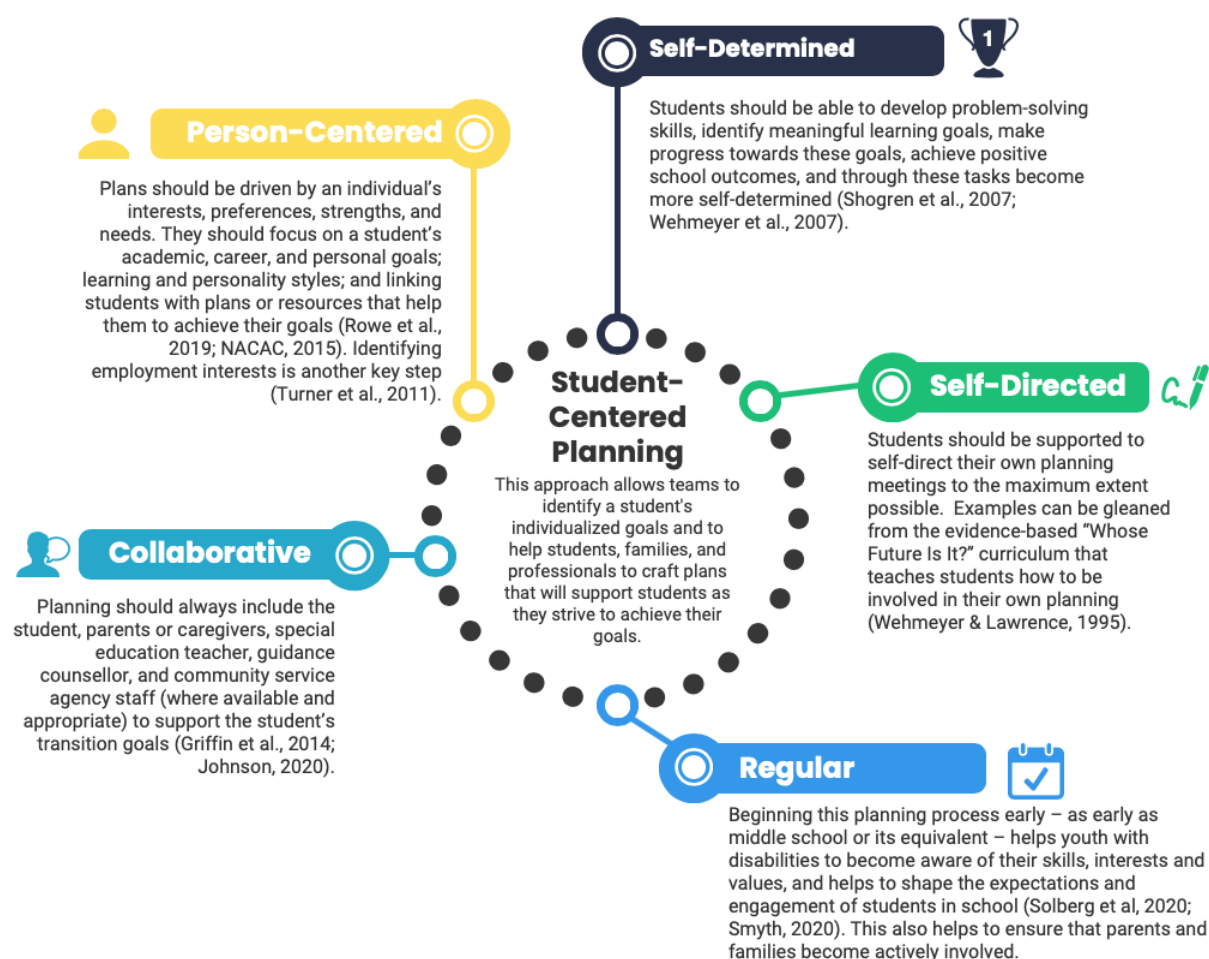 Self-Determined
1
Students should be able to develop problem-solving
skills, identify meaningful learning goals, make
progress towards these goals, achieve positive
school outcomes, and through these tasks become
more self-determined (Shogren et al., 2007;
Wehmeyer et al., 2007).
Person-Centered
Plans should be driven by an individual's
interests, preferences, strengths, and
needs. They should focus on a student's
academic, career, and personal goals;
learning and personality styles; and linking
students with plans or resources that help
them to achieve their goals (Rowe et al.,
2019; NACAC, 2015). Identifying
employment interests is another key step
(Turner et al., 2011).
Student-
Centered
Planning
This approach allows teams to
identify a student's
individualized goals and to
help students, families, and
professionals to craft plans
that will support students as
they strive to achieve their
goals.
Self-Directed
Students should be supported to
self-direct their own planning
meetings to the maximum extent
possible.  Examples can be gleaned
from the evidence-based "Whose
Future Is It?" curriculum that
teaches students how to be
involved in their own planning
(Wehmeyer & Lawrence, 1995).
Collaborative
Planning should always include the
student, parents or caregivers, special
education teacher, guidance
counsellor, and community service
agency staff (where available and
appropriate) to support the student's
transition goals (Griffin et al., 2014;
Johnson, 2020).
Regular
Beginning this planning process early – as early as
middle school or its equivalent – helps youth with
disabilities to become aware of their skills, interests and
values, and helps to shape the expectations and
engagement of students in school (Solberg et al, 2020;
Smyth, 2020). This also helps to ensure that parents and
families become actively involved.